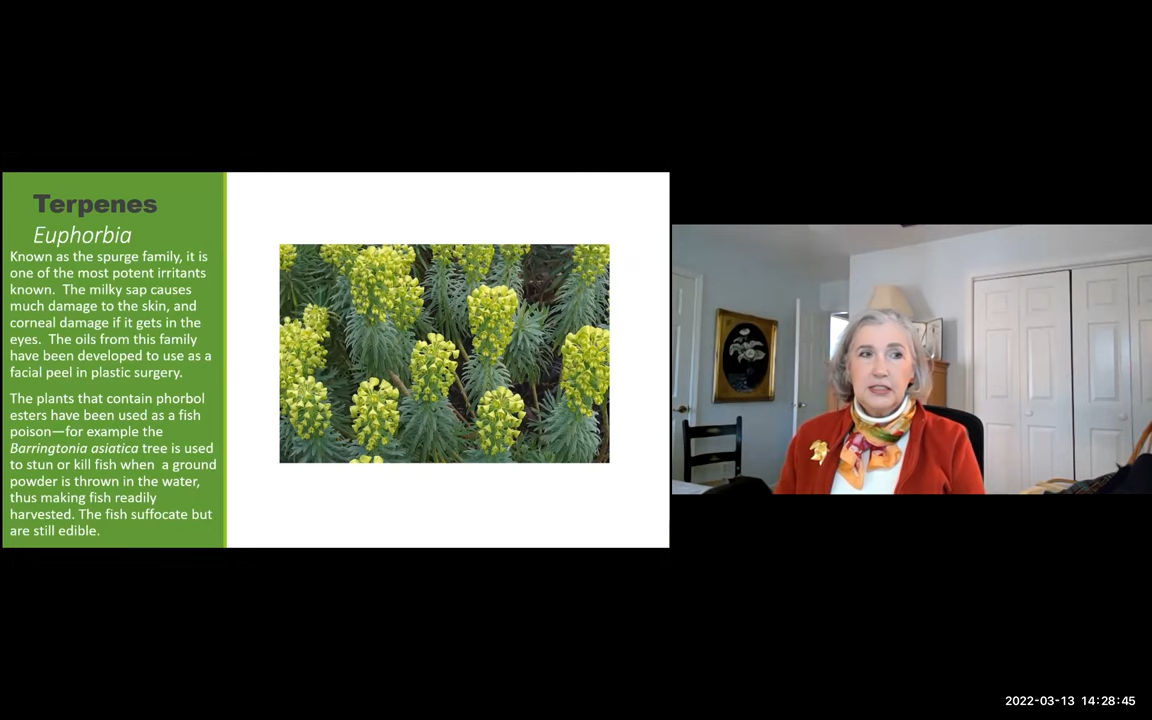 Terpenes
Euphorbia
Known as the spurge family, it is
one of the most potent irritants
known.  The milky sap causes
much damage to the skin, and
corneal damage if it gets in the
eyes.  The oils from this family
have been developed to use as a
facial peel in plastic surgery.
The plants that contain phorbol
esters have been used as a fish
poison—for example the
Barringtonia asiatica tree is used
to stun or kill fish when  a ground
powder is thrown in the water,
thus making fish readily
harvested. The fish suffocate but
are still edible.
2022-03-13 14:28:45